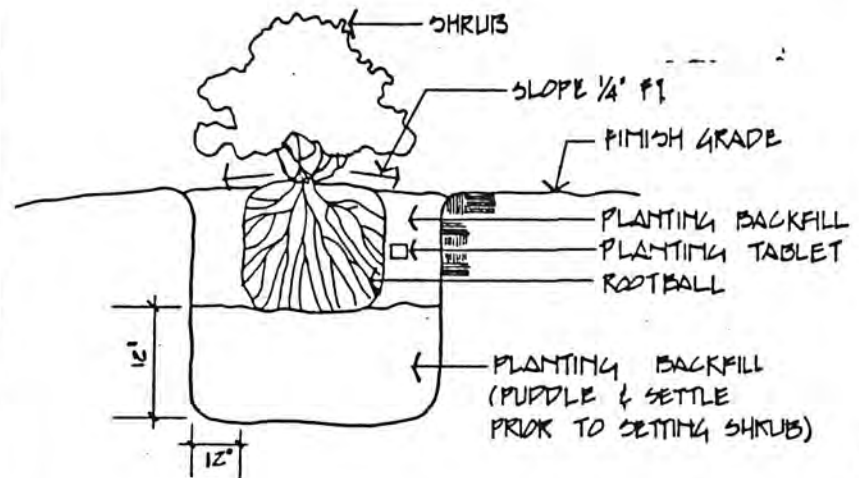 SHRUB
SLOPE 1/4"
FINISH GRADE
PLANTING BACKFILL
PLANTING TABLET
ROOTBALL
12"
PLANTING BACKFILL
(PUDDLE & SETTLE
PRIOR TO SETTING SHRUB)
12"